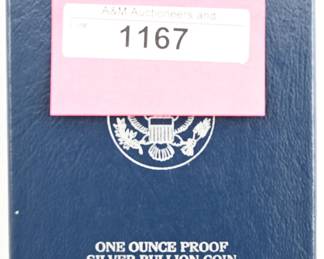 A&M Auctioneers and
1167
ONE OUNCE PROOF
SILVER BULLION COIN